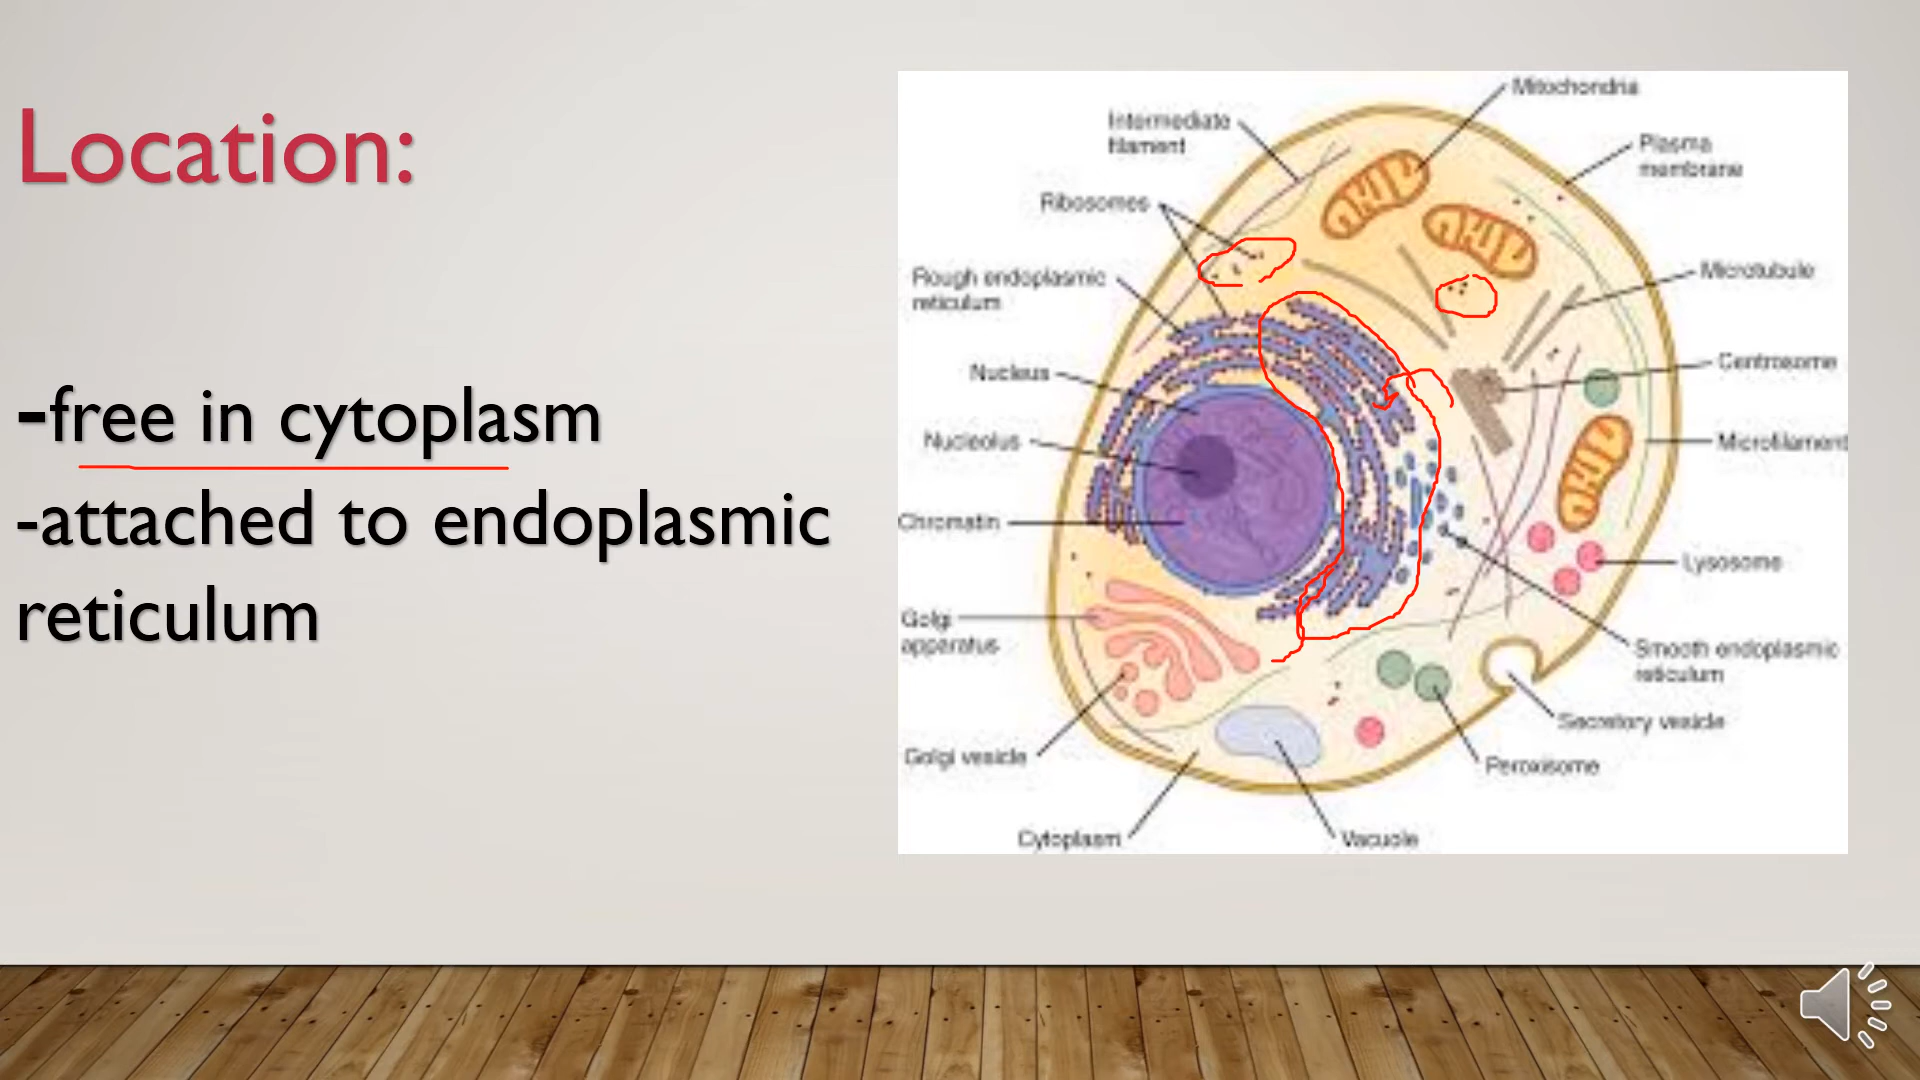 Location:
-free in cytoplasm
-attached to endoplasmic
reticulum
Mitochondria
Intermediate
filament
Plasma
membrane
Ribosomes
Rough endoplasmic
reticulum
Microtubule
Nucleus
Centrosome
Nucleolus
Microfilament
Chromatin
Lysosome
Golgi
apparatus
Smooth endoplasmic
reticulum
Secretory vesicle
Golgi vesicle
Peroxisome
Cytoplasm
Vacuole